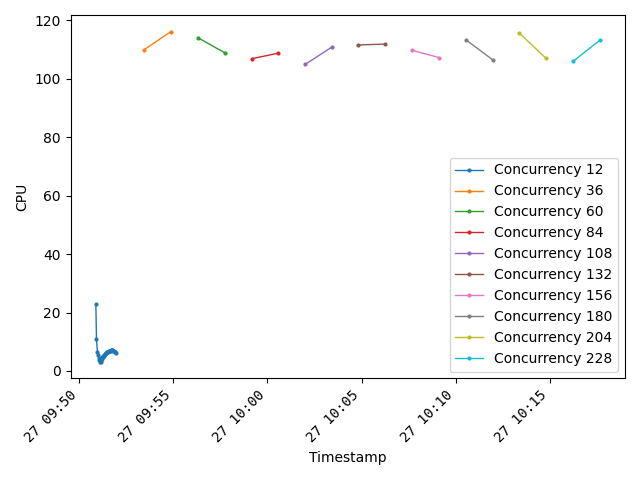 120
100
80
60
40
20
0
CPU
Concurrency 12
Concurrency 36
Concurrency 60
Concurrency 84
Concurrency 108
Concurrency 132
Concurrency 156
Concurrency 180
Concurrency 204
Concurrency 228
27 09:50
27 09:55
27 10:00
27 10:05
27 10:10
27 10:15
Timestamp